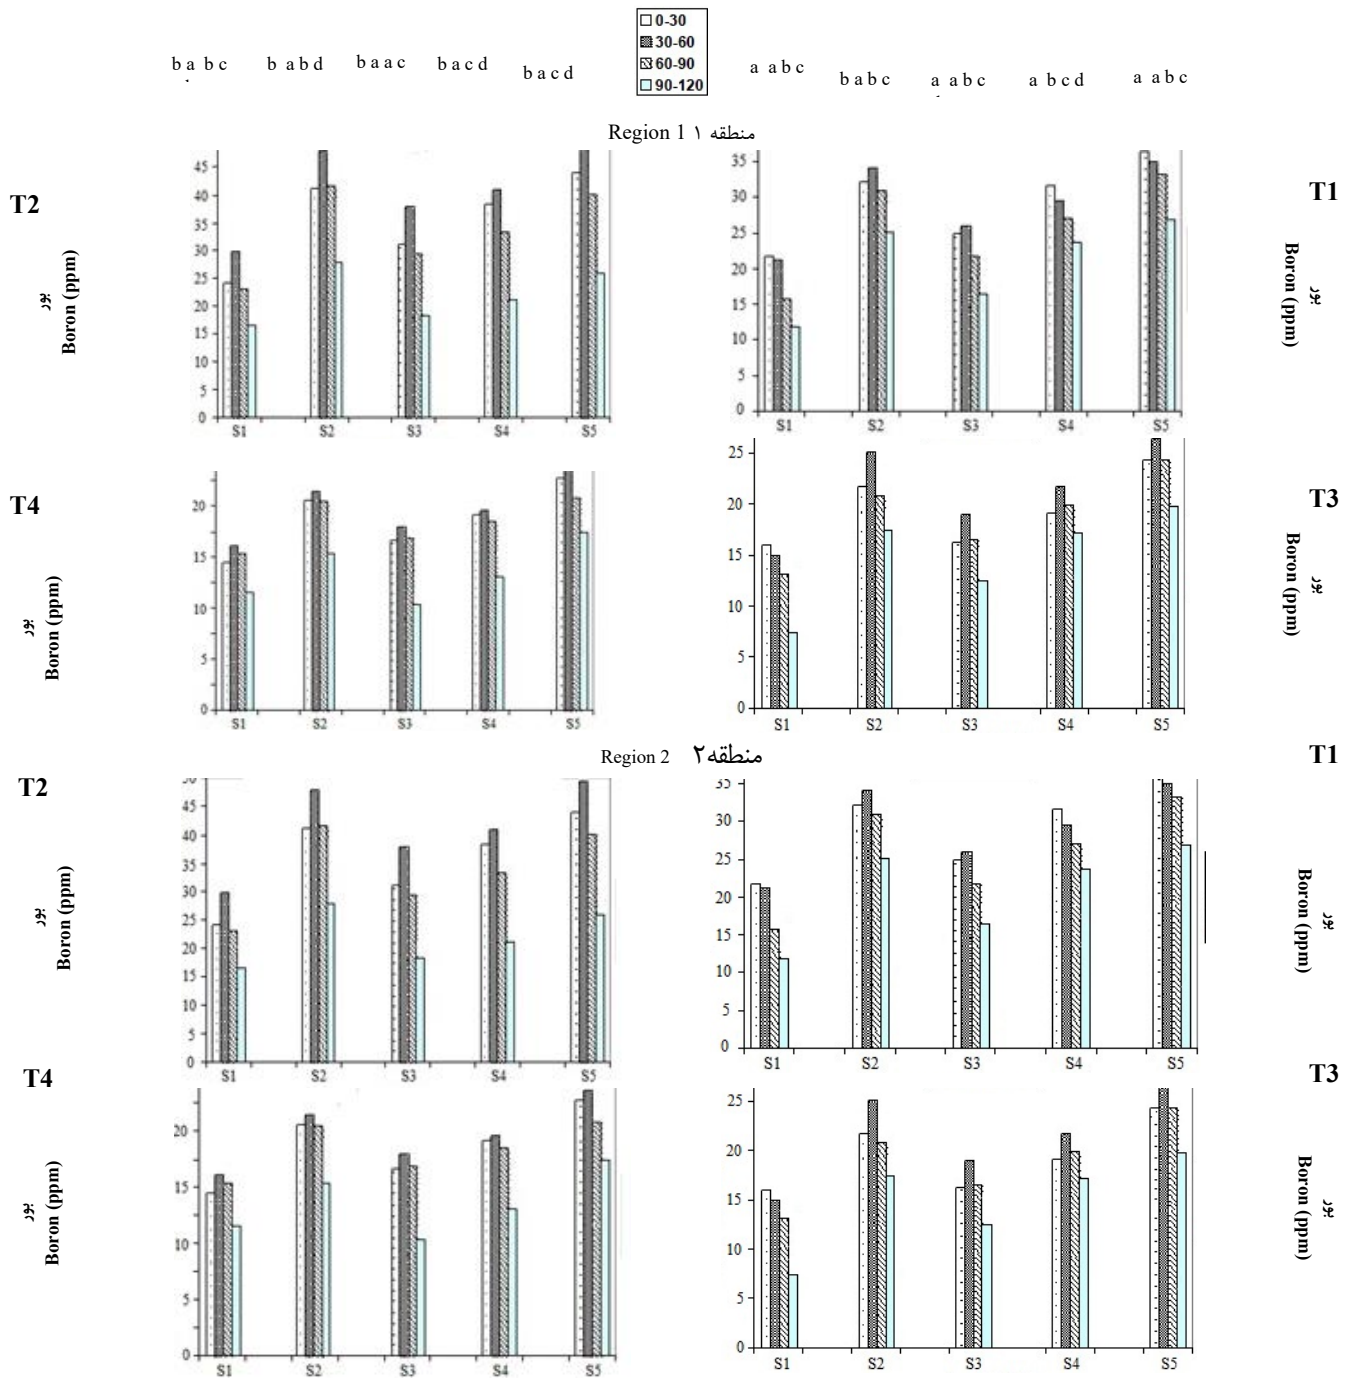 0-30
30-60
60-90
90-120
b a b c
b a b d
b a a c
b a c d
b a c d
a a b c
b a b c
a a b c
a b c d
a a b c
Region 1 منطقه ۱
T2
بور
Boron (ppm)
45
40
35
30
25
20
15
10
5
0
S1 S2 S3 S4 S5
T1
بور
Boron (ppm)
35
30
25
20
15
10
5
0
S1 S2 S3 S4 S5
T4
بور
Boron (ppm)
20
15
10
5
0
S1 S2 S3 S4 S5
T3
بور
Boron (ppm)
25
20
15
10
5
0
S1 S2 S3 S4 S5
Region 2 منطقه۲
T2
بور
Boron (ppm)
50
45
40
35
30
25
20
15
10
5
0
S1 S2 S3 S4 S5
T1
بور
Boron (ppm)
35
30
25
20
15
10
5
0
S1 S2 S3 S4 S5
T4
بور
Boron (ppm)
20
15
10
5
0
S1 S2 S3 S4 S5
T3
بور
Boron (ppm)
25
20
15
10
5
0
S1 S2 S3 S4 S5